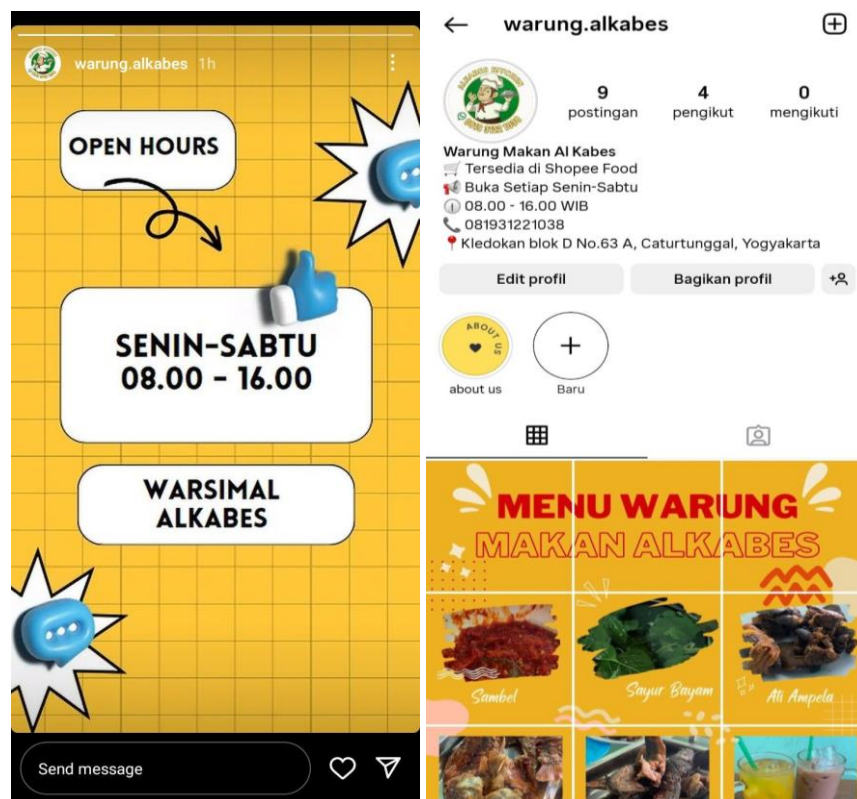 warung.alkabes 1h
OPEN HOURS
SENIN-SABTU
08.00 - 16.00
WARSIMAL
ALKABES
Send message
warung.alkabes
9
postingan
4
pengikut
0
mengikuti
Warung Makan Al Kabes
Tersedia di Shopee Food
Buka Setiap Senin-Sabtu
08.00 - 16.00 WIB
081931221038
Kledokan blok D No.63 A, Caturtunggal, Yogyakarta
Edit profil
Bagikan profil
ABOUT US
about us
Baru
MENU WARUNG
MAKAN ALKABES
Sambel
Sayur Bayam
Ati Ampela